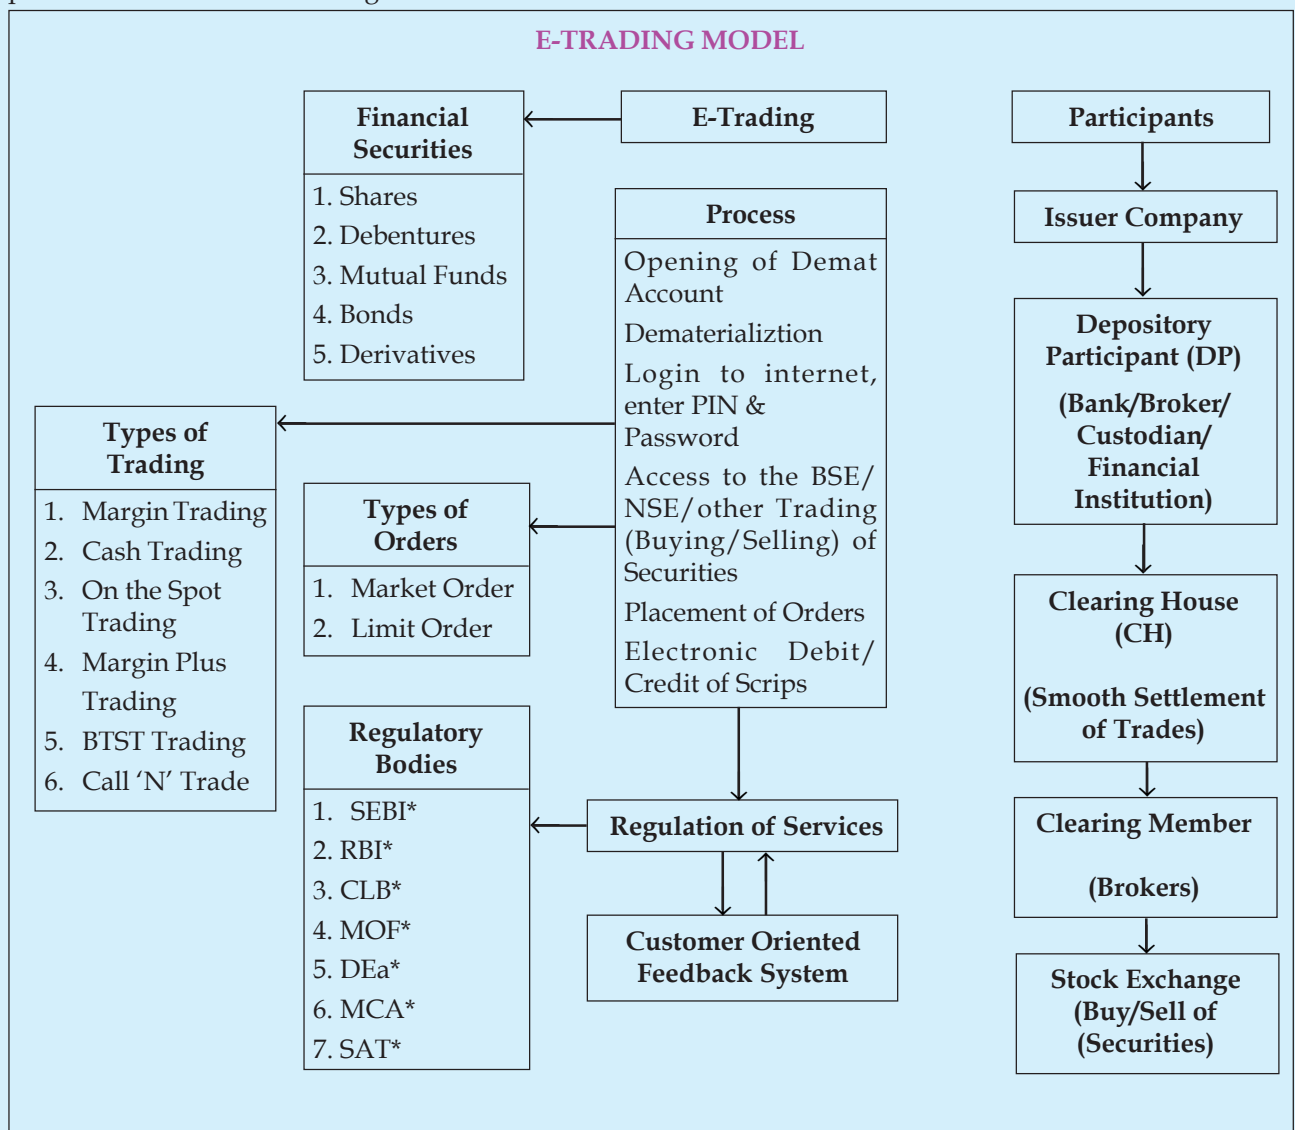 E-TRADING MODEL
Financial
Securities
1. Shares
2. Debentures
3. Mutual Funds
4. Bonds
5. Derivatives
E-Trading
Process
Opening of Demat
Account
Dematerializtion
Login to internet,
enter PIN &
Password
Access to the BSE/
NSE/other Trading
(Buying/Selling) of
Securities
Placement of Orders
Electronic Debit/
Credit of Scrips
Types of
Trading
1. Margin Trading
2. Cash Trading
3. On the Spot
Trading
4. Margin Plus
Trading
5. BTST Trading
6. Call ‘N’ Trade
Types of
Orders
1. Market Order
2. Limit Order
Regulatory
Bodies
1. SEBI*
2. RBI*
3. CLB*
4. MOF*
5. DEa*
6. MCA*
7. SAT*
Regulation of Services
Customer Oriented
Feedback System
Participants
Issuer Company
Depository
Participant (DP)
(Bank/Broker/
Custodian/
Financial
Institution)
Clearing House
(CH)
(Smooth Settlement
of Trades)
Clearing Member
(Brokers)
Stock Exchange
(Buy/Sell of
(Securities)